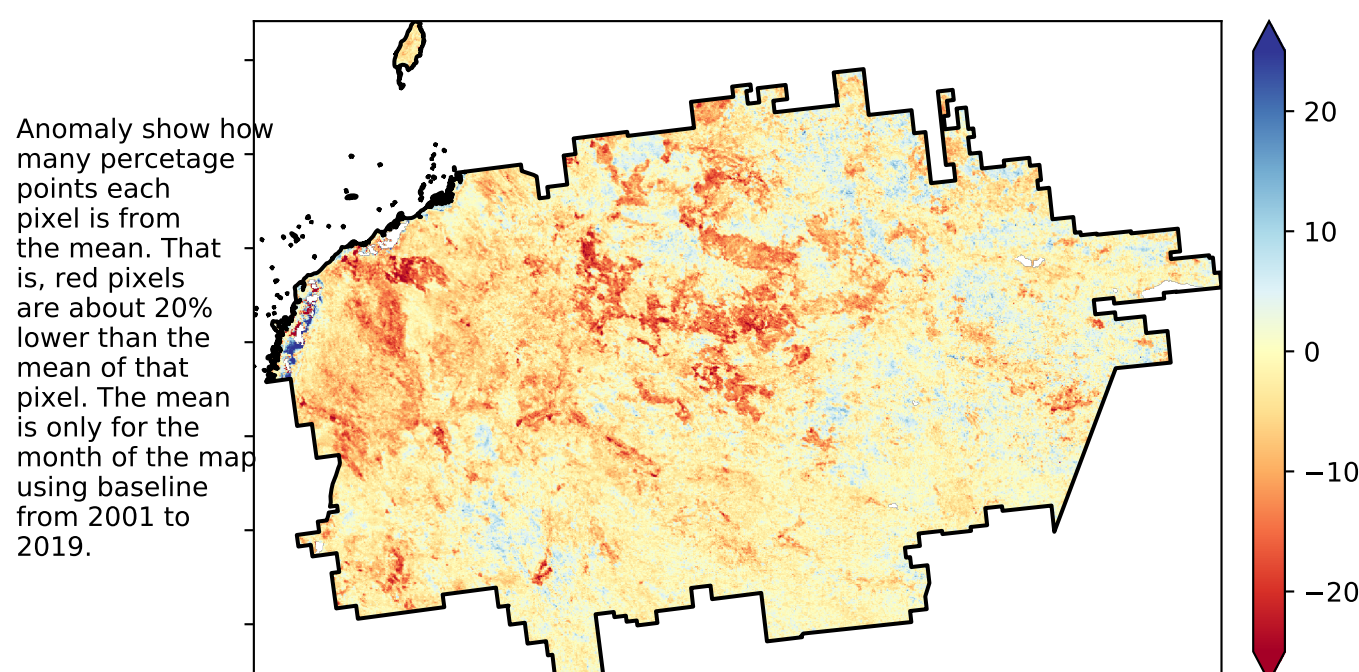 Anomaly show how
many percetage
points each
pixel is from
the mean. That
is, red pixels
are about 20%
lower than the
mean of that
pixel. The mean
is only for the
month of the map
using baseline
from 2001 to
2019.
20
10
0
−10
−20